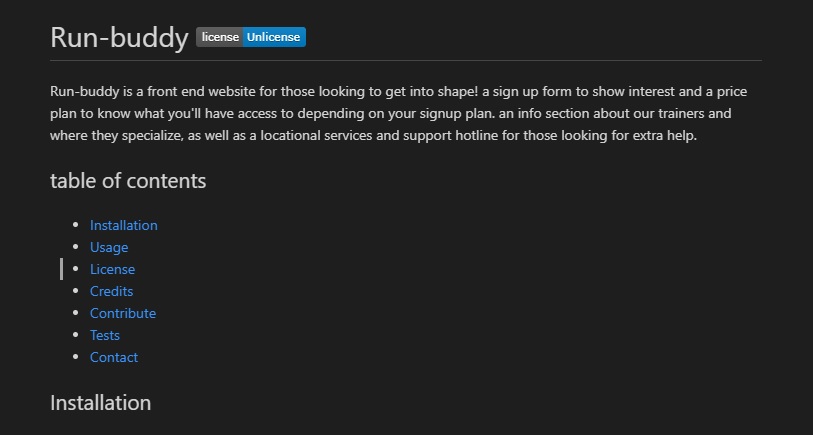 Run-buddy license Unlicense
Run-buddy is a front end website for those looking to get into shape! a sign up form to show interest and a price
plan to know what you'll have access to depending on your signup plan. an info section about our trainers and
where they specialize, as well as a locational services and support hotline for those looking for extra help.
table of contents
Installation
Usage
License
Credits
Contribute
Tests
Contact
Installation